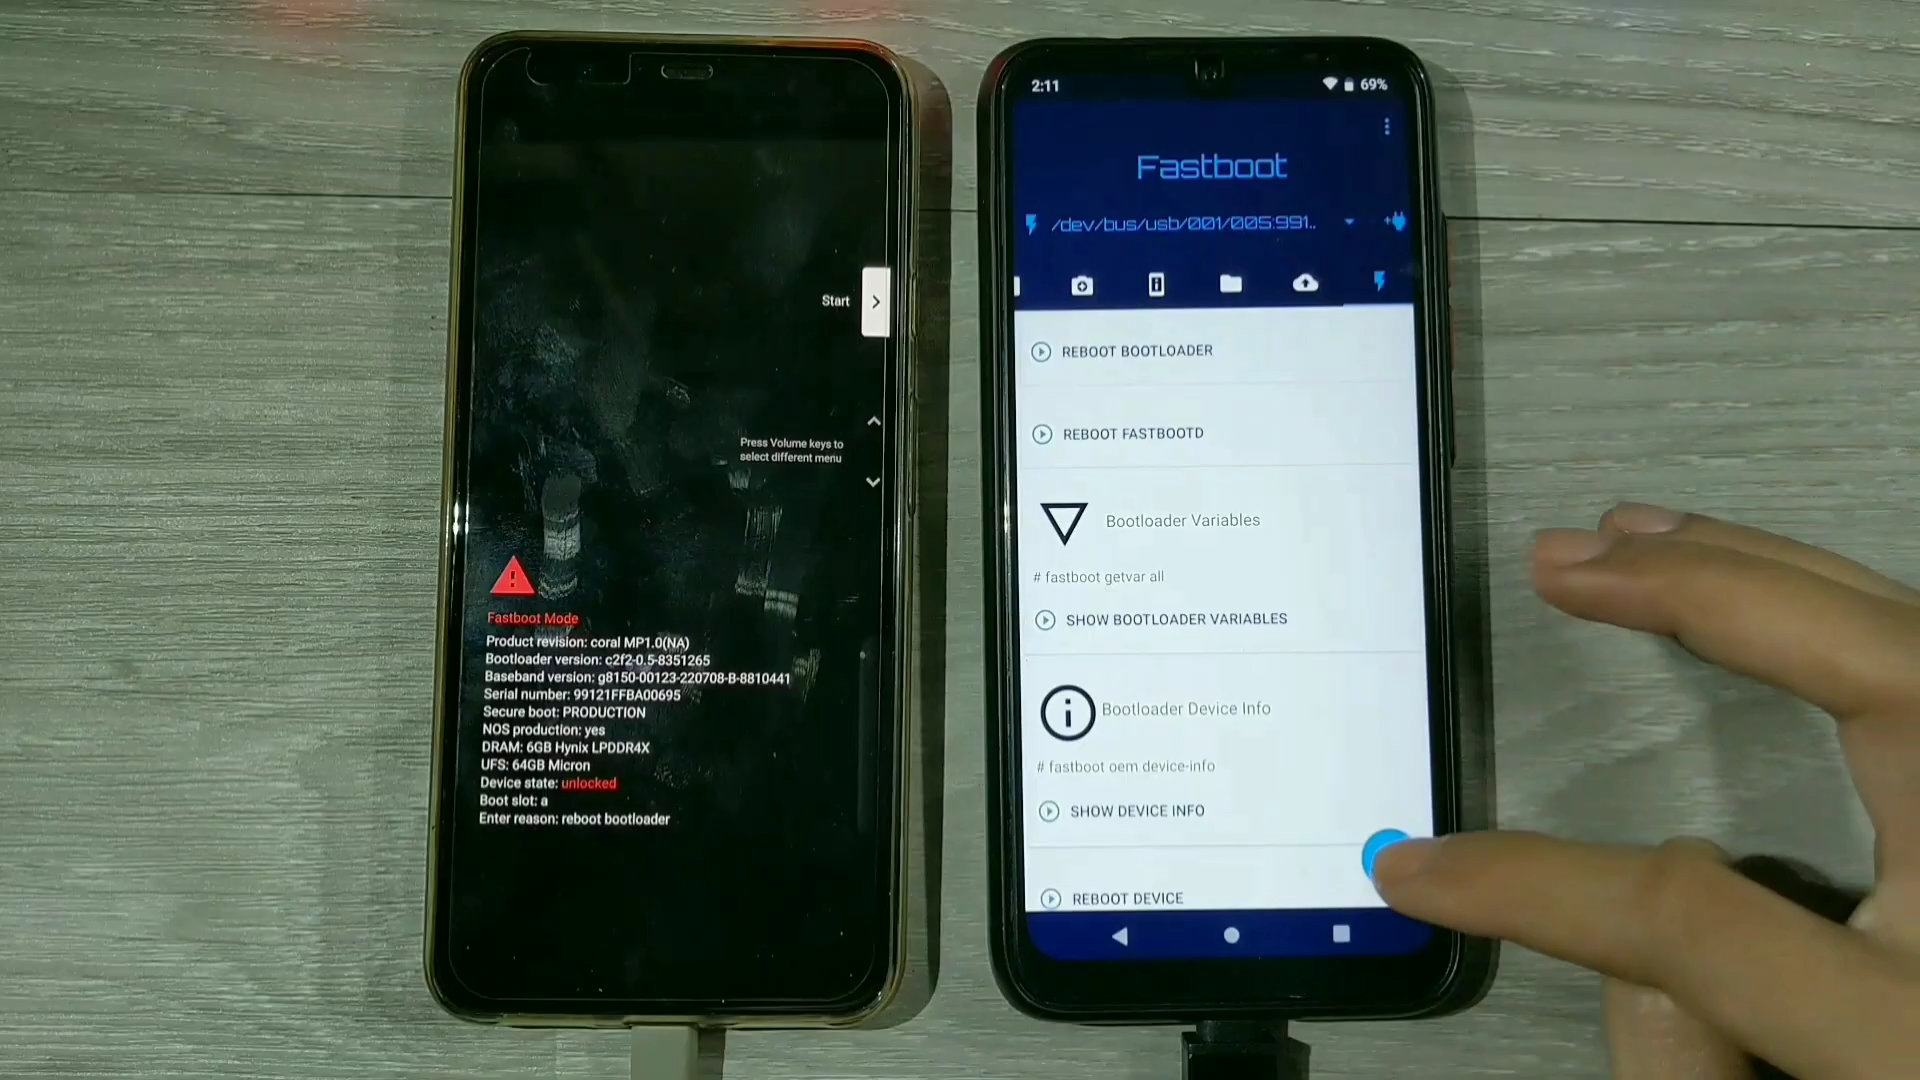 Start
Press Volume keys to
select different menu
Fastboot Mode
Product revision: coral MP1.0(NA)
Bootloader version: c2f2-0.5-8351265
Baseband version: g8150-00123-220708-B-8810441
Serial number: 99121FFBA00695
Secure boot: PRODUCTION
NOS production: yes
DRAM: 6GB Hynix LPDDR4X
UFS: 64GB Micron
Device state: unlocked
Boot slot: a
Enter reason: reboot bootloader
2:11
69%
Fastboot
/dev/bus/usb/001/005:991..
REBOOT BOOTLOADER
REBOOT FASTBOOTD
Bootloader Variables
# fastboot getvar all
SHOW BOOTLOADER VARIABLES
Bootloader Device Info
# fastboot oem device-info
SHOW DEVICE INFO
REBOOT DEVICE